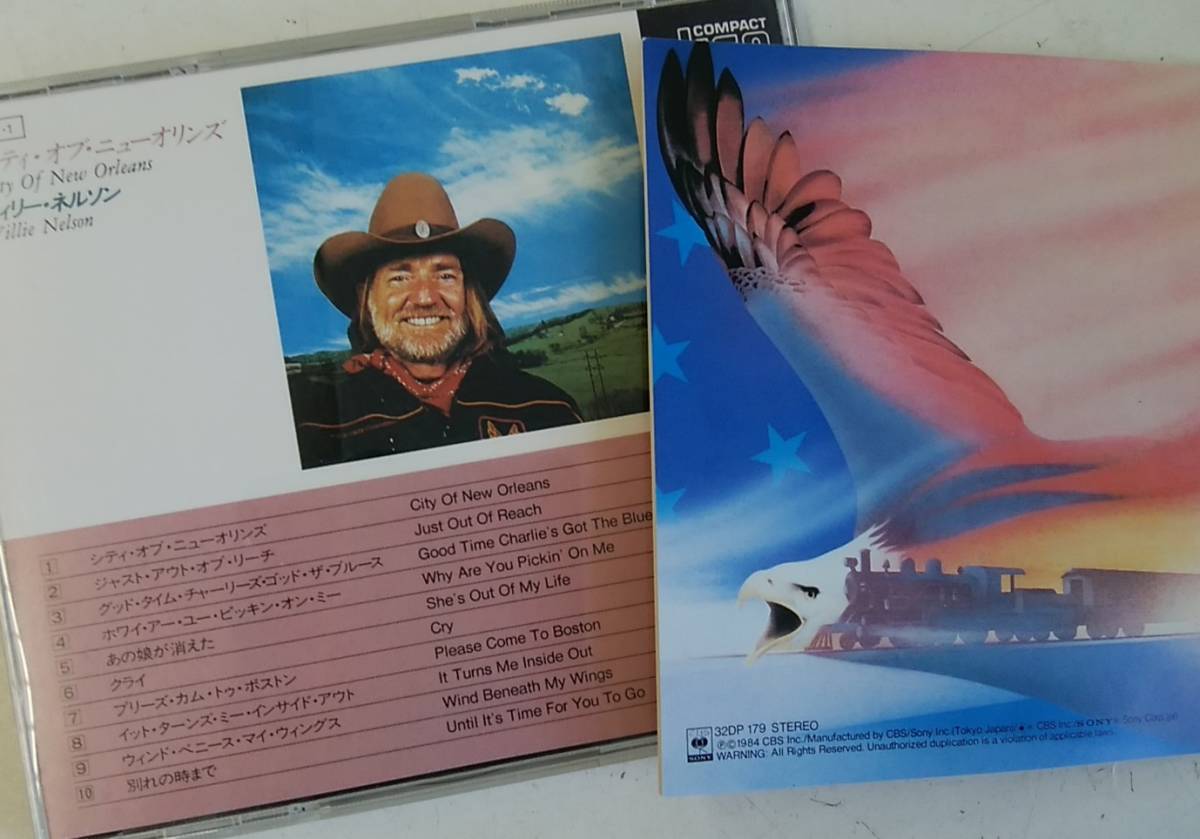 COMPACT
ティ・オブ・ニューオリンズ
ty Of New Orleans
ィリー・ネルソン
illie Nelson
1 シティ・オブ・ニューオリンズ City Of New Orleans
2 ジャスト・アウト・オブ・リーチ Just Out Of Reach
3 グッド・タイム・チャーリーズ・ゴッド・ザ・ブルース Good Time Charlie's Got The Blue
4 ホワイ・アー・ユー・ピッキン・オン・ミー Why Are You Pickin' On Me
5 あの娘が消えた She's Out Of My Life
6 クライ Cry
7 プリーズ・カム・トゥ・ボストン Please Come To Boston
8 イット・ターンズ・ミー・インサイド・アウト It Turns Me Inside Out
9 ウィンド・ベニース・マイ・ウィングス Wind Beneath My Wings
10 別れの時まで Until It's Time For You To Go
CBS
SONY
32DP 179 STEREO
ⓅⒸ1984 CBS Inc./Manufactured by CBS/Sony Inc.(Tokyo Japan)/ CBS Inc./SONY Sony Corp.
WARNING: All Rights Reserved. Unauthorized duplication is a violation of applicable laws.